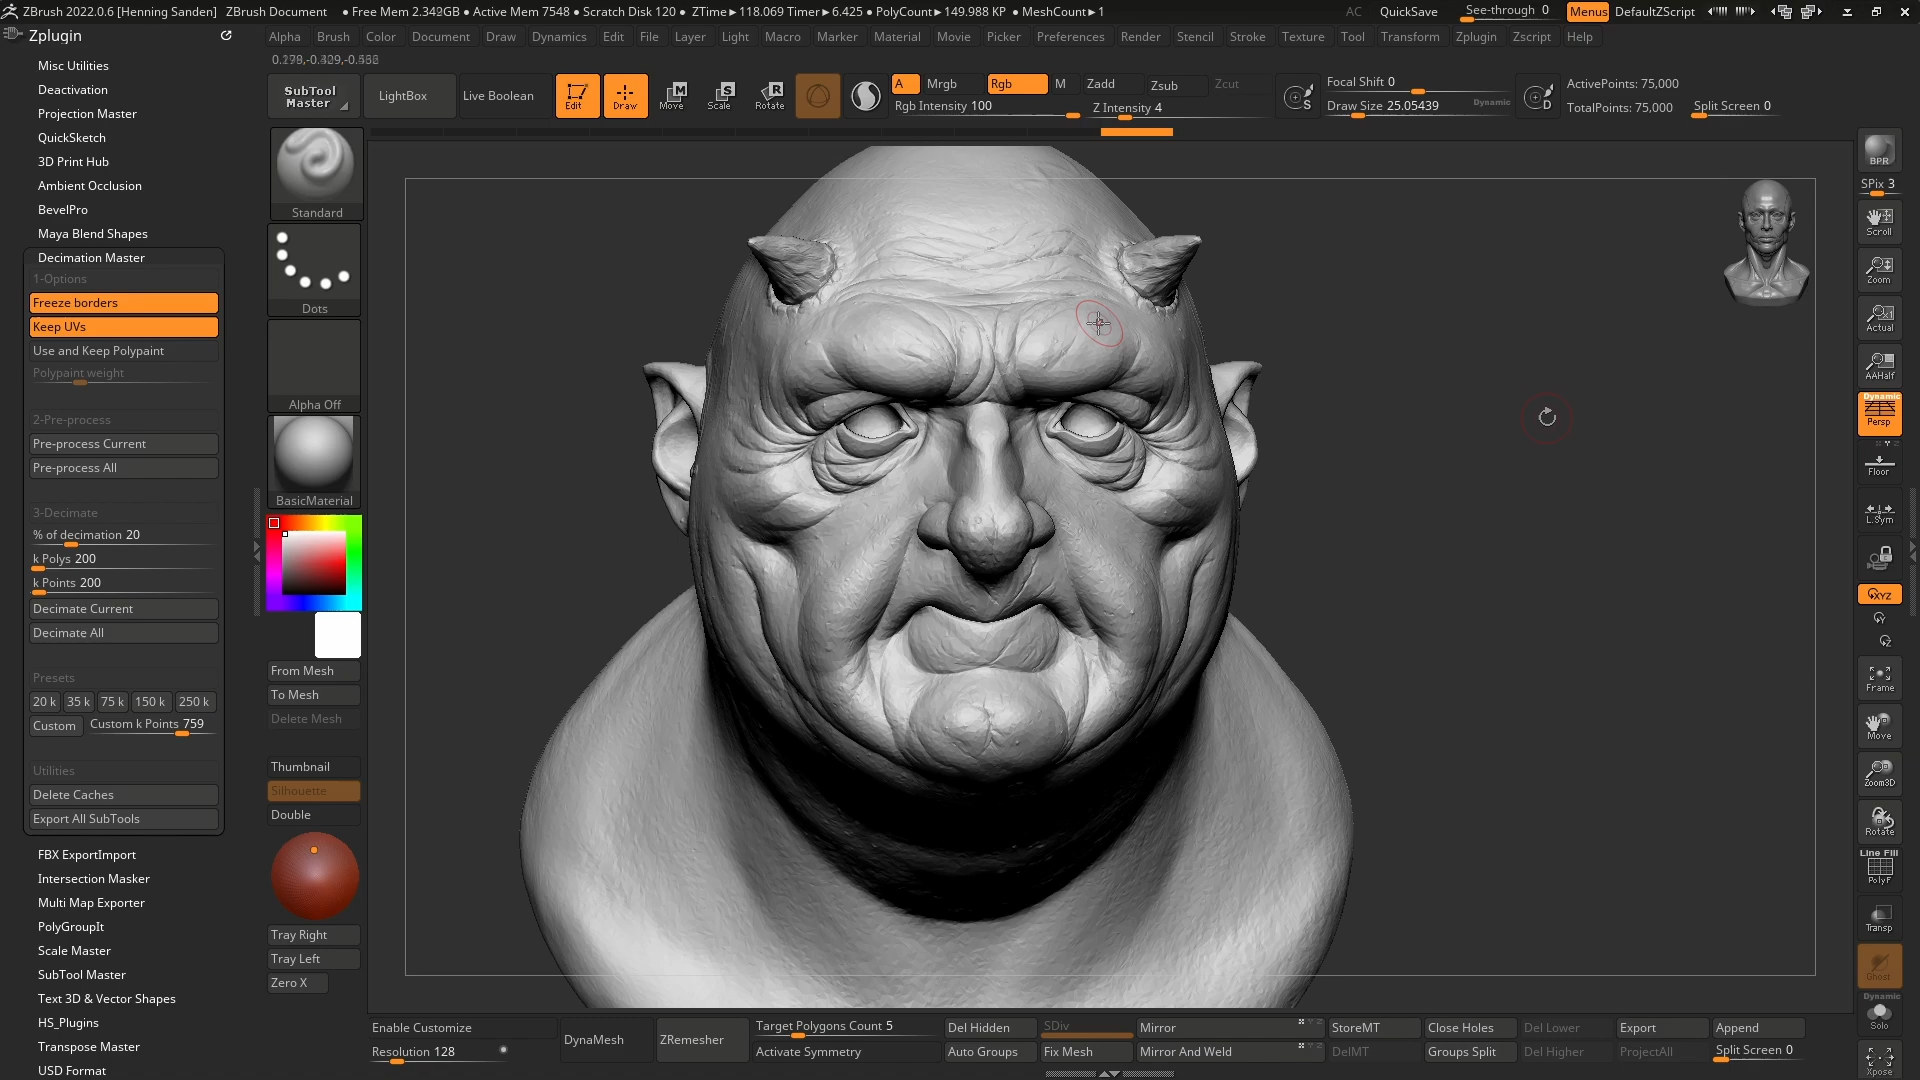 ZBrush 2022.0.6 [Henning Sanden] ZBrush Document • Free Mem 2.342GB • Active Mem 7548 • Scratch Disk 120 • ZTime►118.069 Timer►6.425 • PolyCount►149.988 KP • MeshCount►1 AC QuickSave See-through 0 Menus DefaultZScript
Zplugin
Alpha Brush Color Document Draw Dynamics Edit File Layer Light Macro Marker Material Movie Picker Preferences Render Stencil Stroke Texture Tool Transform Zplugin Zscript Help
Misc Utilities
Deactivation
Projection Master
QuickSketch
3D Print Hub
Ambient Occlusion
BevelPro
Maya Blend Shapes
Decimation Master
1-Options
Freeze borders
Keep UVs
Use and Keep Polypaint
Polypaint weight
2-Pre-process
Pre-process Current
Pre-process All
3-Decimate
% of decimation 20
k Polys 200
k Points 200
Decimate Current
Decimate All
Presets
20 k 35 k 75 k 150 k 250 k
Custom Custom k Points 759
Utilities
Delete Caches
Export All SubTools
FBX ExportImport
Intersection Masker
Multi Map Exporter
PolyGroupIt
Scale Master
SubTool Master
Text 3D & Vector Shapes
HS_Plugins
Transpose Master
USD Format
SubTool
Master
LightBox
Live Boolean
Edit
Draw
Move
Scale
Rotate
A Mrgb Rgb M Zadd Zsub Zcut
Rgb Intensity 100 Z Intensity 4
S
Focal Shift 0
Draw Size 25.05439 Dynamic
D
ActivePoints: 75,000
TotalPoints: 75,000
Split Screen 0
Standard
Dots
Alpha Off
BasicMaterial
From Mesh
To Mesh
Delete Mesh
Thumbnail
Silhouette
Double
Tray Right
Tray Left
Zero X
BPR
SPix 3
Scroll
Zoom
Actual
AAHalf
Dynamic
Persp
Floor
L.Sym
XYZ
Y
Z
Frame
Move
Zoom3D
Rotate
Line Fill
PolyF
Transp
Ghost
Dynamic
Solo
Xpose
Enable Customize
Resolution 128
DynaMesh
ZRemesher
Target Polygons Count 5
Activate Symmetry
Del Hidden
Auto Groups
SDiv
Fix Mesh
Mirror
Mirror And Weld
StoreMT
DelMT
Close Holes
Groups Split
Del Lower
Del Higher
Export
ProjectAll
Append
Split Screen 0